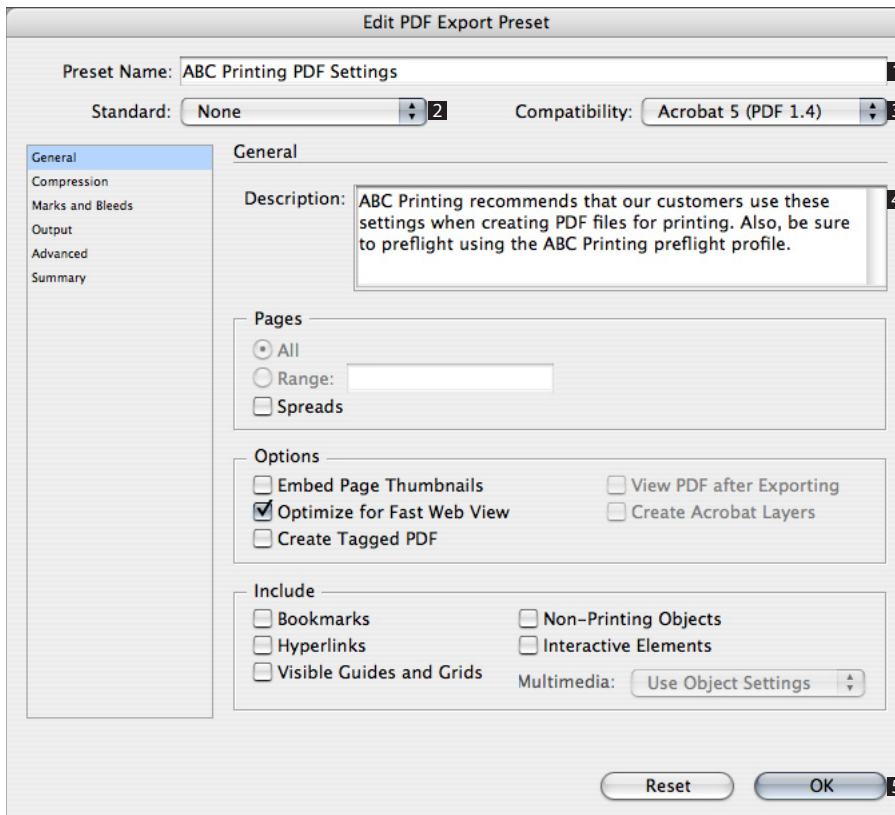 Edit PDF Export Preset
Preset Name: ABC Printing PDF Settings 1
Standard: None 2 Compatibility: Acrobat 5 (PDF 1.4) 3
General
Compression
Marks and Bleeds
Output
Advanced
Summary
General
Description: ABC Printing recommends that our customers use these 4
settings when creating PDF files for printing. Also, be sure
to preflight using the ABC Printing preflight profile.
Pages
All
Range:
Spreads
Options
Embed Page Thumbnails View PDF after Exporting
Optimize for Fast Web View Create Acrobat Layers
Create Tagged PDF
Include
Bookmarks Non-Printing Objects
Hyperlinks Interactive Elements
Visible Guides and Grids Multimedia: Use Object Settings
Reset OK 5